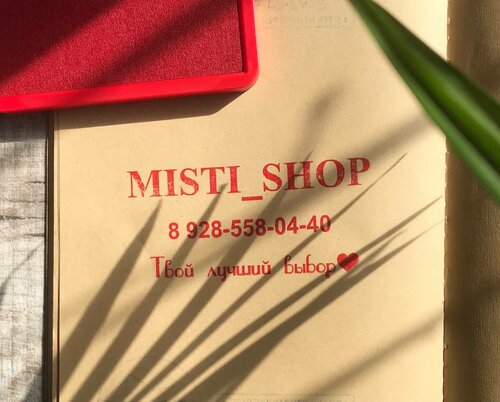 MISTI_SHOP
8 928-558-04-40
Твой лучший выбор❤